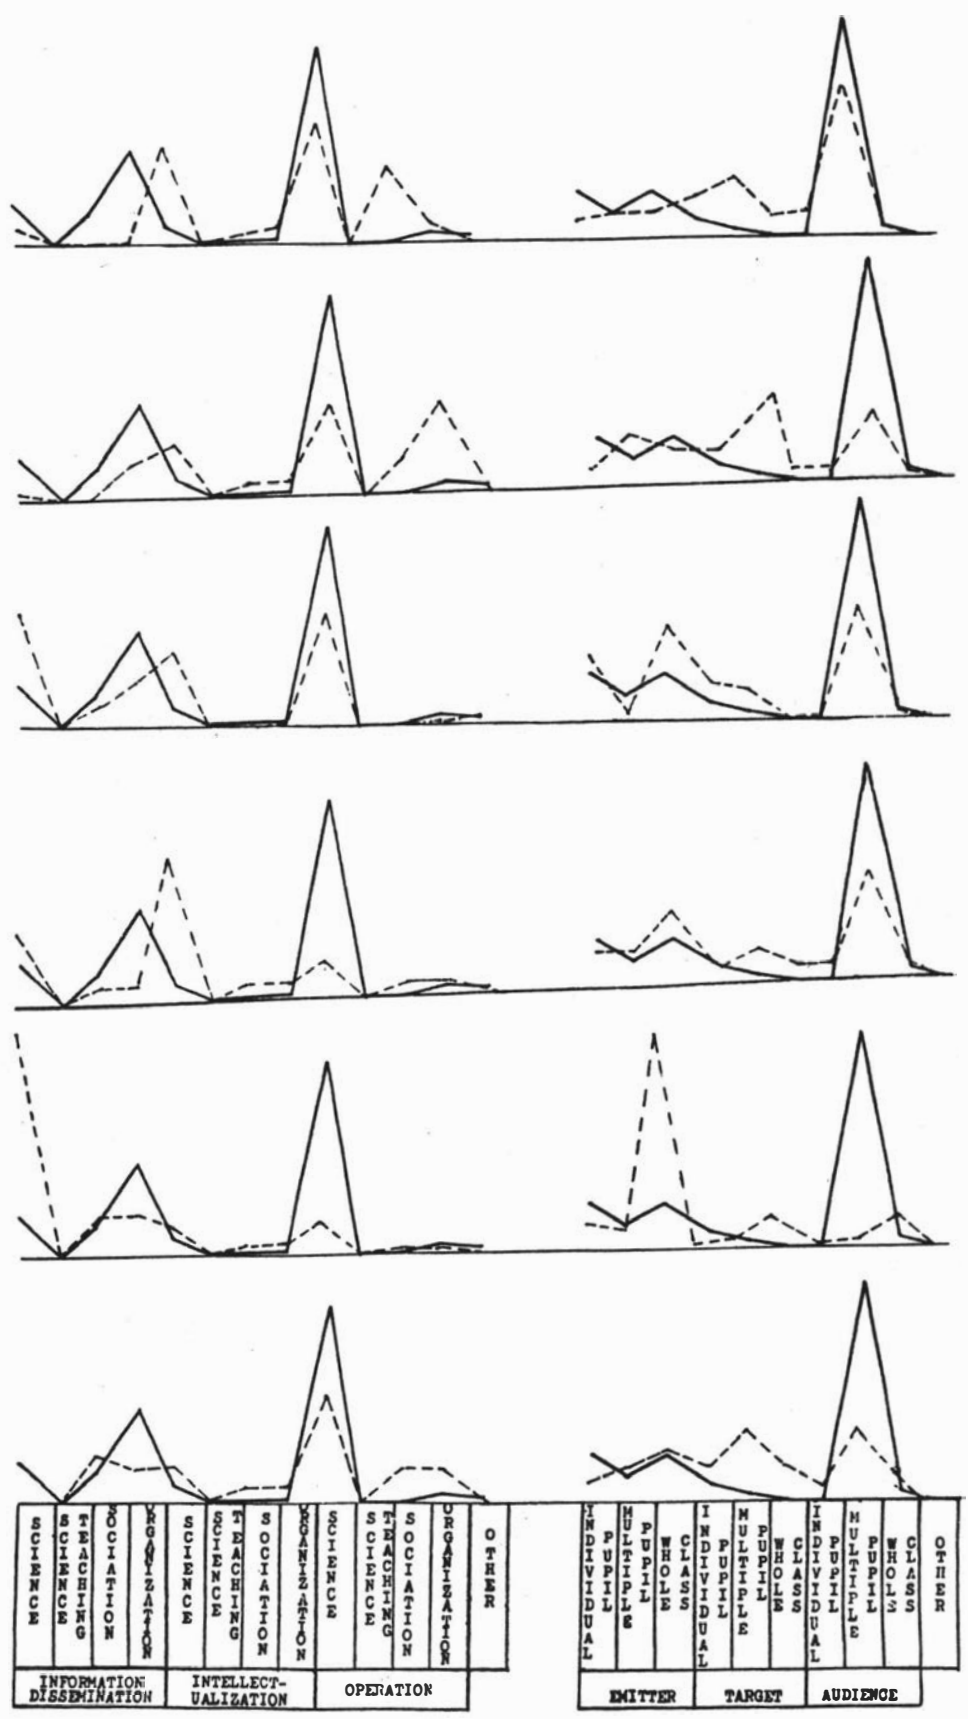 SCIENCE
SCIENCE TEACHING
SOCIATION
ORGANIZATION
SCIENCE
SCIENCE TEACHING
SOCIATION
ORGANIZATION
SCIENCE
SCIENCE TEACHING
SOCIATION
ORGANIZATION
OTHER
INFORMATION
DISSEMINATION
INTELLECT-
UALIZATION
OPERATION
INDIVIDUAL PUPIL
MULTIPLE PUPIL
WHOLE CLASS
INDIVIDUAL PUPIL
MULTIPLE PUPIL
WHOLE CLASS
INDIVIDUAL PUPIL
MULTIPLE PUPIL
WHOLE CLASS
OTHER
EMITTER
TARGET
AUDIENCE